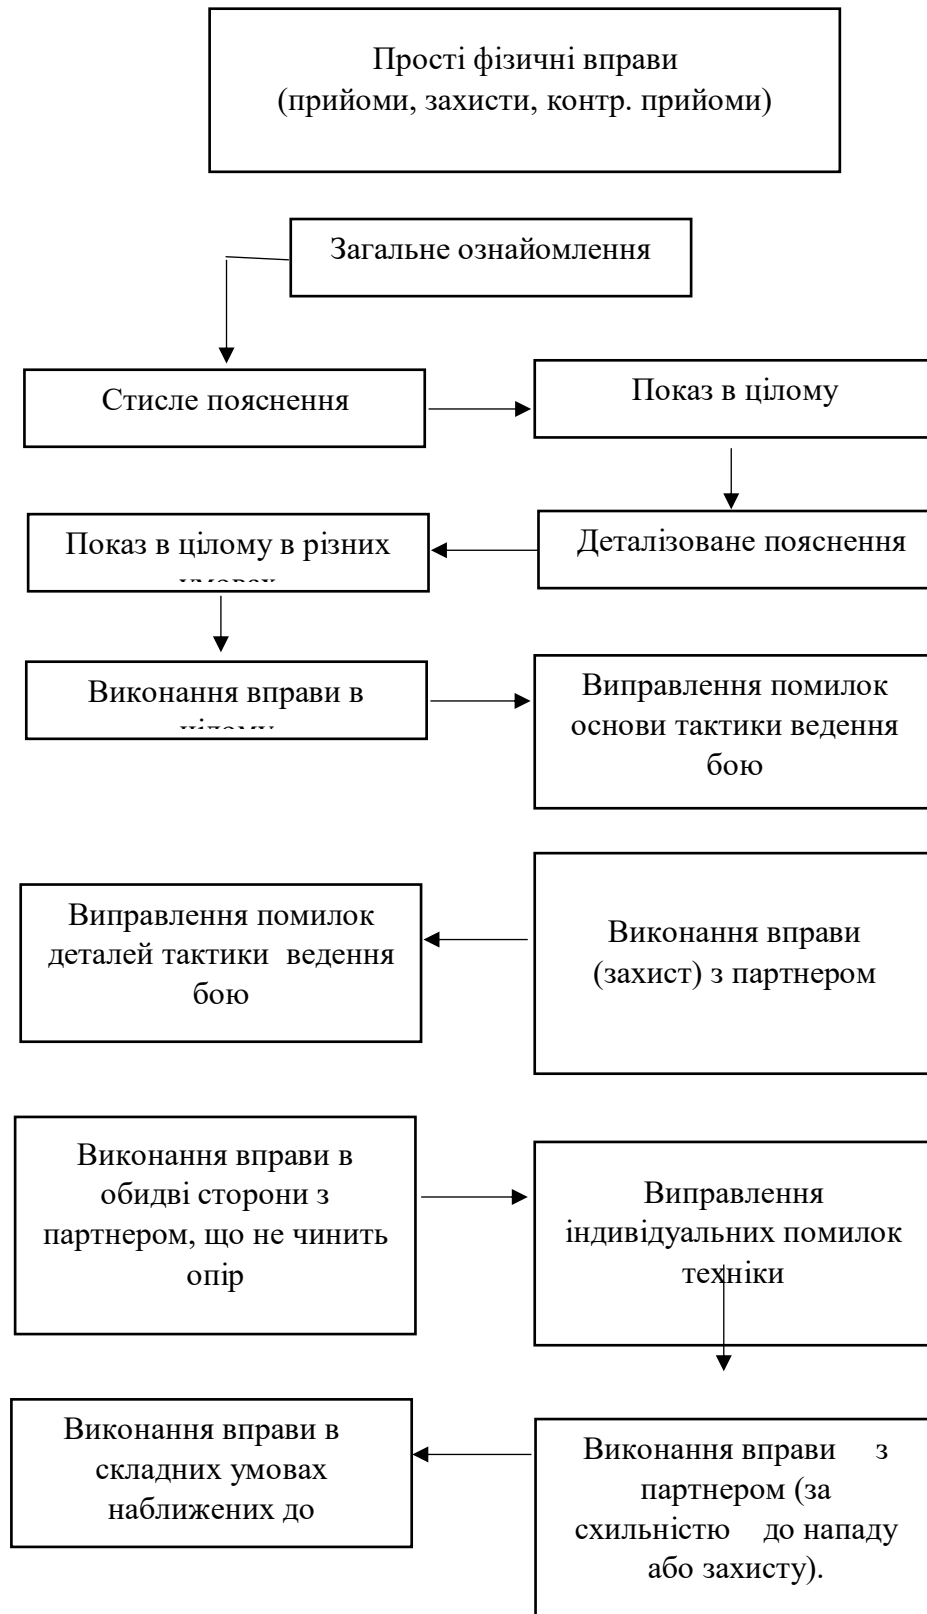 Прості фізичні вправи
(прийоми, захисти, контр. прийоми)
Загальне ознайомлення
Стисле пояснення
Показ в цілому
Деталізоване пояснення
Показ в цілому в різних
умовах
Виконання вправи в
цілому
Виправлення помилок
основи тактики ведення
бою
Виконання вправи
(захист) з партнером
Виправлення помилок
деталей тактики ведення
бою
Виконання вправи в
обидві сторони з
партнером, що не чинить
опір
Виправлення
індивідуальних помилок
техніки
Виконання вправи з
партнером (за
схильністю до нападу
або захисту).
Виконання вправи в
складних умовах
наближених до